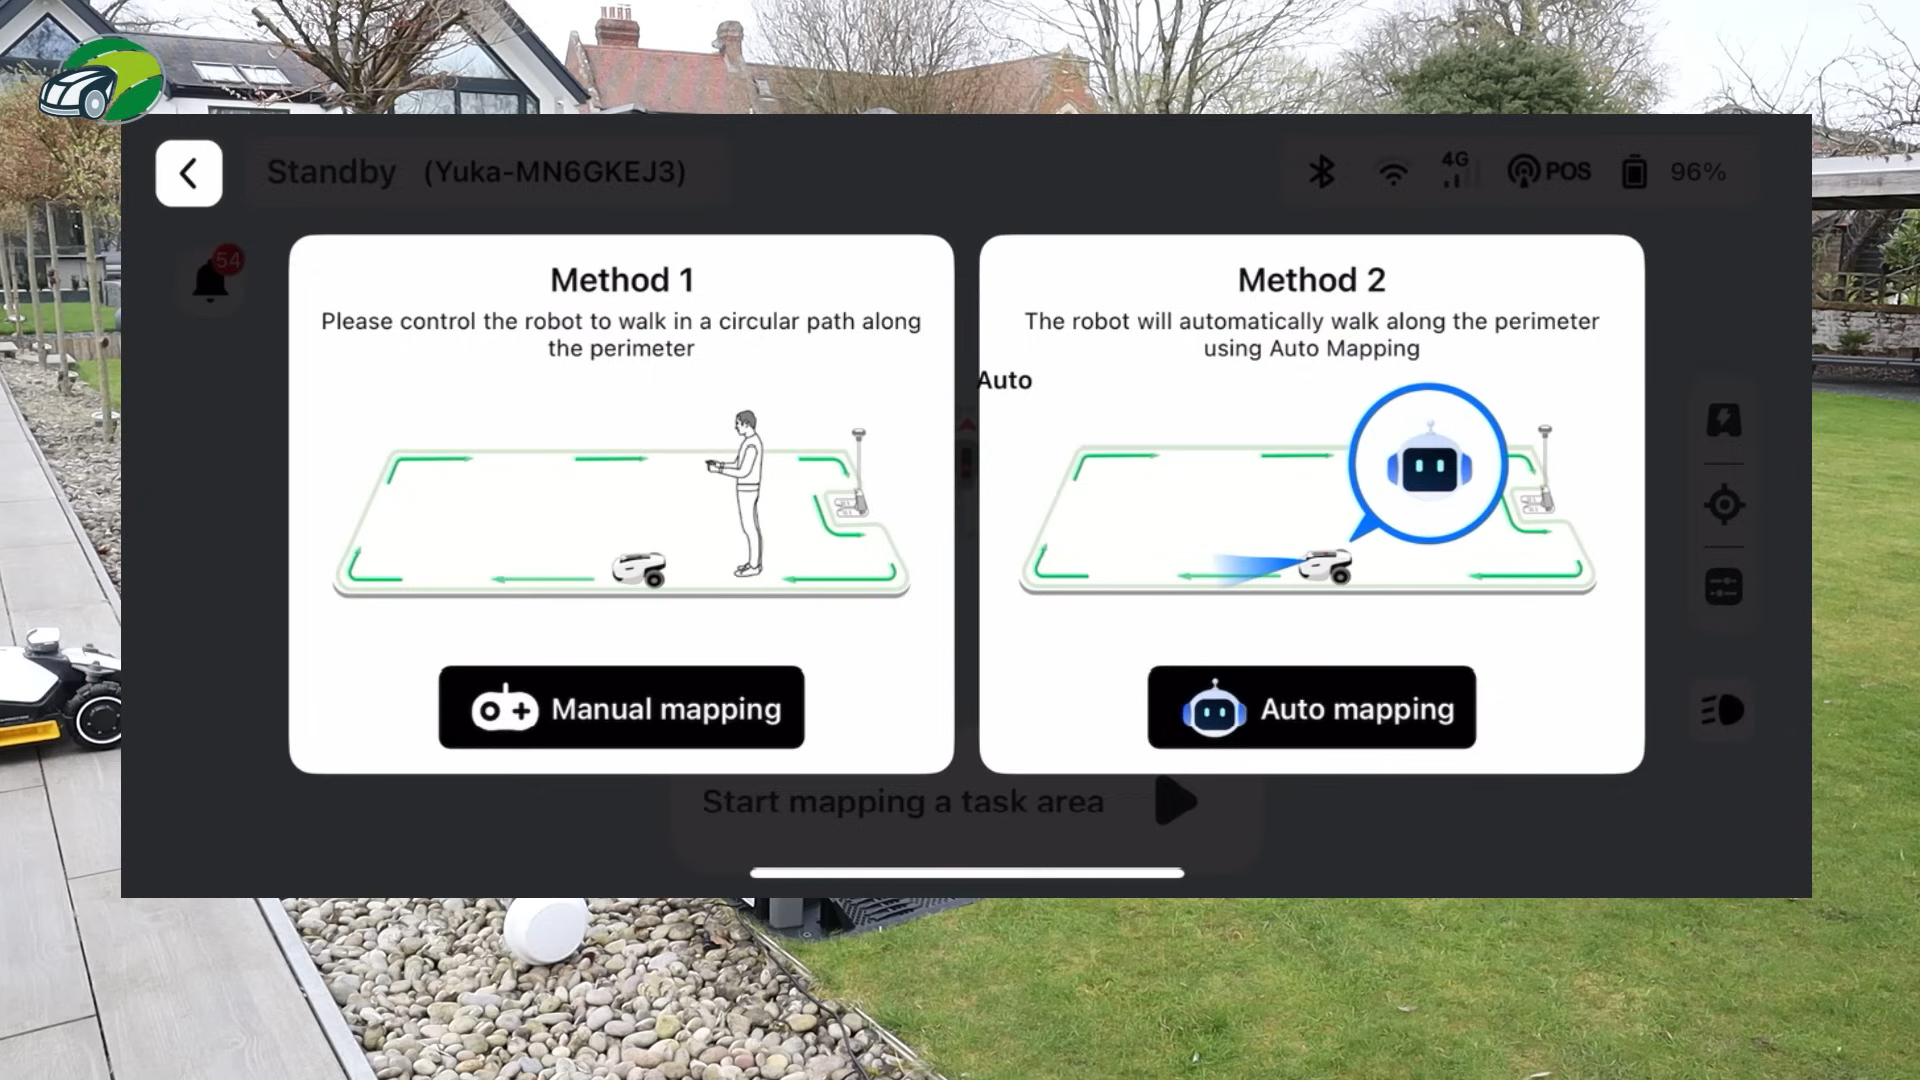 Standby (Yuka-MN6GKEJ3)
4G
POS
96%
54
Method 1
Please control the robot to walk in a circular path along
the perimeter
Manual mapping
Method 2
The robot will automatically walk along the perimeter
using Auto Mapping
Auto
Auto mapping
Start mapping a task area